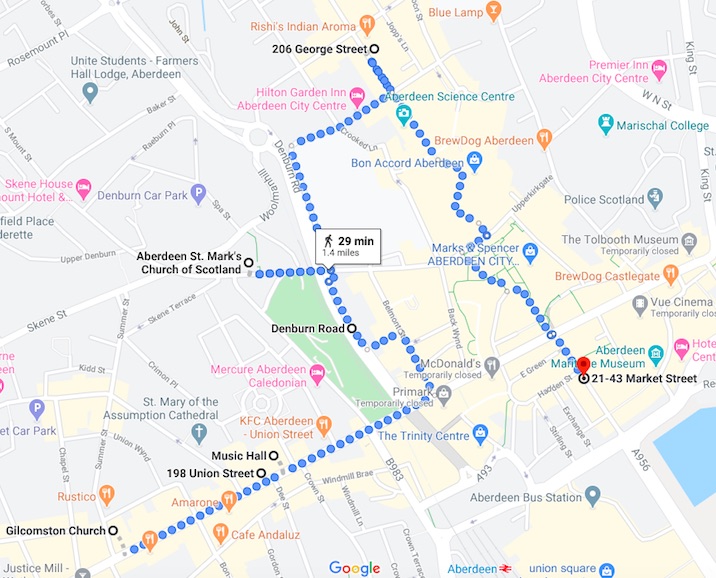 Blue Lamp
Rishi's Indian Aroma
Jopp's Ln
John St
King St
Rosemount Pl
206 George Street
Unite Students - Farmers
Hall Lodge, Aberdeen
Premier Inn
Aberdeen City Centre
Hilton Garden Inn
Aberdeen City Centre
Aberdeen Science Centre
W N St
Baker St
Marischal College
S Mount St
Raeburn Pl
Crooked Ln
BrewDog Aberdeen
Denburn Rd
Bon Accord Aberdeen
St.
Skene House
Hotel &...
Denburn Car Park
Woolmanhill
Upperkirkgate
King St
Police Scotland
Spa St
field Place
derette
29 min
1.4 miles
Upper Denburn
The Tolbooth Museum
Temporarily closed
Marks & Spencer
ABERDEEN CITY...
Aberdeen St. Mark's
Church of Scotland
BrewDog Castlegate
Vue Cinema
Temporarily
Skene St
Skene Terrace
Summer St
Denburn Road
Belmont St
Back Wynd
Aberdeen
Maritime Museum
Hote
Cent
McDonald's
Temporarily closed
E Green
Hadden St
21-43 Market Street
Kidd St
Mercure Aberdeen
Caledonian
Primark
Temporarily closed
Chapel St
Crimon Pl
St. Mary of the
Assumption Cathedral
KFC Aberdeen
- Union Street
Exchange St
Stirling St
The Trinity Centre
Summer St
Union Wynd
Music Hall
198 Union Street
Windmill Brae
B983
A93
A956
Dee St
Crown St
Windmill Ln
Rustico
Amarone
Aberdeen Bus Station
Gilcomston Church
Cafe Andaluz
Crown Terrace
Justice Mill -
Google
Aberdeen
union square